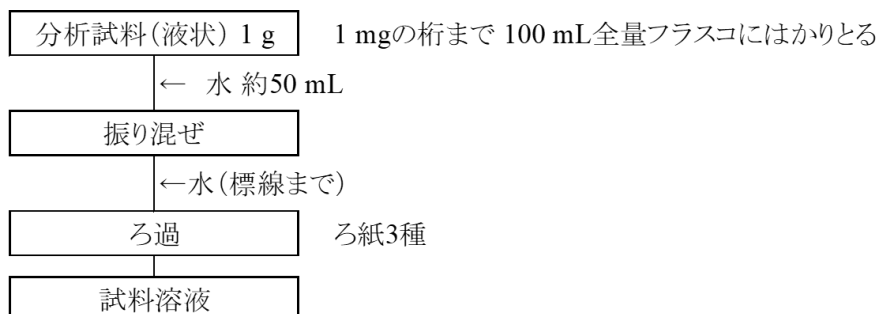 分析試料(液状) 1 g 1 mgの桁まで 100 mL全量フラスコにはかりとる
← 水 約50 mL
振り混ぜ
←水(標線まで)
ろ過 ろ紙3種
試料溶液